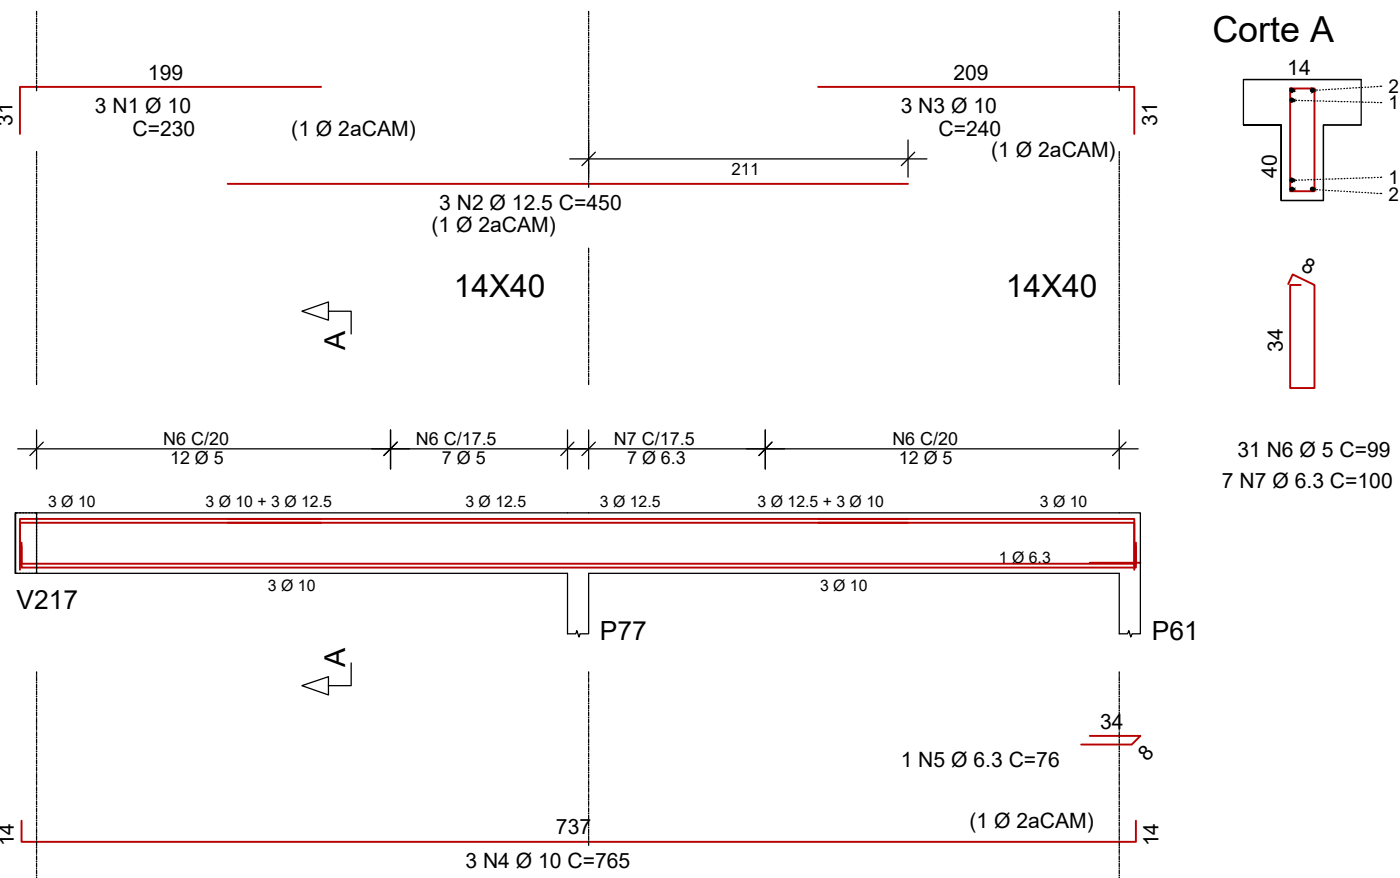 Corte A
199
209
14
31
3 N1 Ø 10
C=230
(1 Ø 2aCAM)
3 N3 Ø 10
C=240
(1 Ø 2aCAM)
31
2
1
40
1
2
211
3 N2 Ø 12.5 C=450
(1 Ø 2aCAM)
14X40
14X40
8
34
A
N6 C/20
12 Ø 5
N6 C/17.5
7 Ø 5
N7 C/17.5
7 Ø 6.3
N6 C/20
12 Ø 5
31 N6 Ø 5 C=99
7 N7 Ø 6.3 C=100
3 Ø 10
3 Ø 10 + 3 Ø 12.5
3 Ø 12.5
3 Ø 12.5
3 Ø 12.5 + 3 Ø 10
3 Ø 10
1 Ø 6.3
3 Ø 10
3 Ø 10
V217
P77
P61
A
34
8
1 N5 Ø 6.3 C=76
14
737
(1 Ø 2aCAM)
14
3 N4 Ø 10 C=765